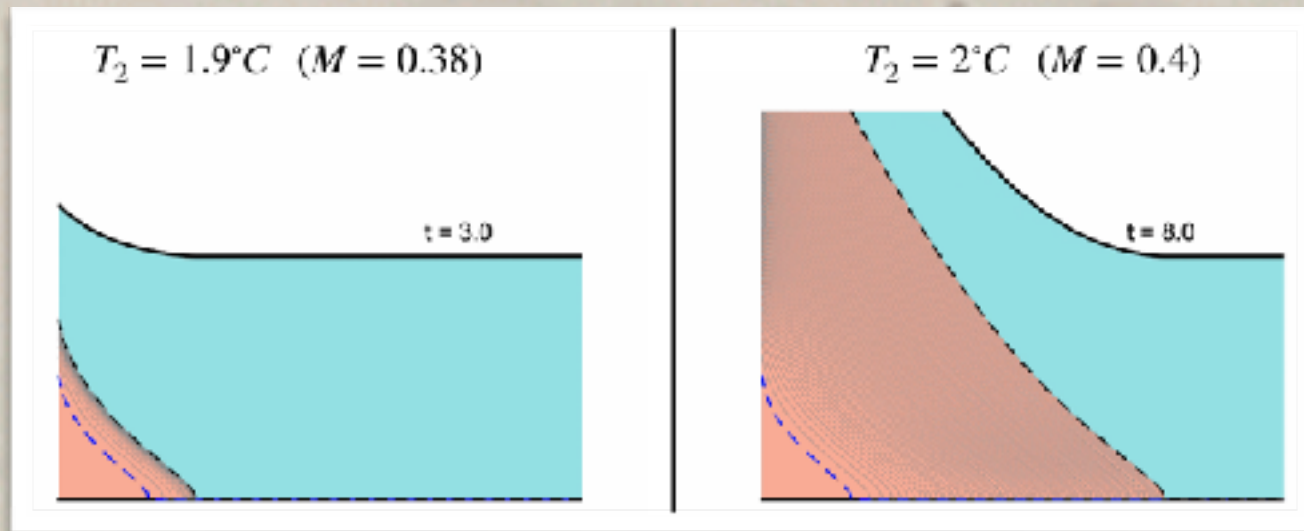 T₂ = 1.9°C (M = 0.38)
t = 3.0
T₂ = 2°C (M = 0.4)
t = 8.0